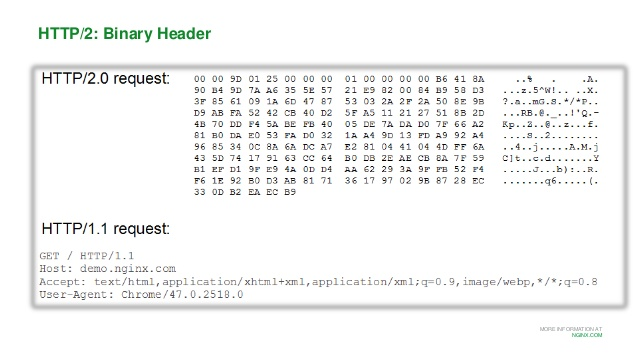 HTTP/2: Binary Header
HTTP/2.0 request:
00 00 9D 01 25 00 00 00 01 00 00 00 00 B6 41 8A ..% . .A.
90 B4 9D 7A A6 35 5E 57 21 E9 82 00 84 B9 58 D3 ...z.5^W!.. ..X.
3F 85 61 09 1A 6D 47 87 53 03 2A 2F 2A 50 8E 9B ?.a..mG.S.*/*P..
D9 AB FA 52 42 CB 40 D2 5F A5 11 21 27 51 8B 2D ...RB.@._..!'Q.-
4B 70 DD F4 5A BE FB 40 05 DE 7A DA D0 7F 66 A2 Kp..Z..@..z...f.
81 B0 DA E0 53 FA D0 32 1A A4 9D 13 FD A9 92 A4 ....S..2........
96 85 34 0C 8A 6A DC A7 E2 81 04 41 04 4D FF 6A ..4..j.....A.M.j
43 5D 74 17 91 63 CC 64 B0 DB 2E AE CB 8A 7F 59 C]t..c.d.......Y
B1 EF D1 9F E9 4A 0D D4 AA 62 29 3A 9F FB 52 F4 .....J...b):..R.
F6 1E 92 B0 D3 AB 81 71 36 17 97 02 9B 87 28 EC .......q6.....(.
33 0D B2 EA EC B9
HTTP/1.1 request:
GET / HTTP/1.1
Host: demo.nginx.com
Accept: text/html,application/xhtml+xml,application/xml;q=0.9,image/webp,*/*;q=0.8
User-Agent: Chrome/47.0.2518.0
MORE INFORMATION AT
NGINX.COM